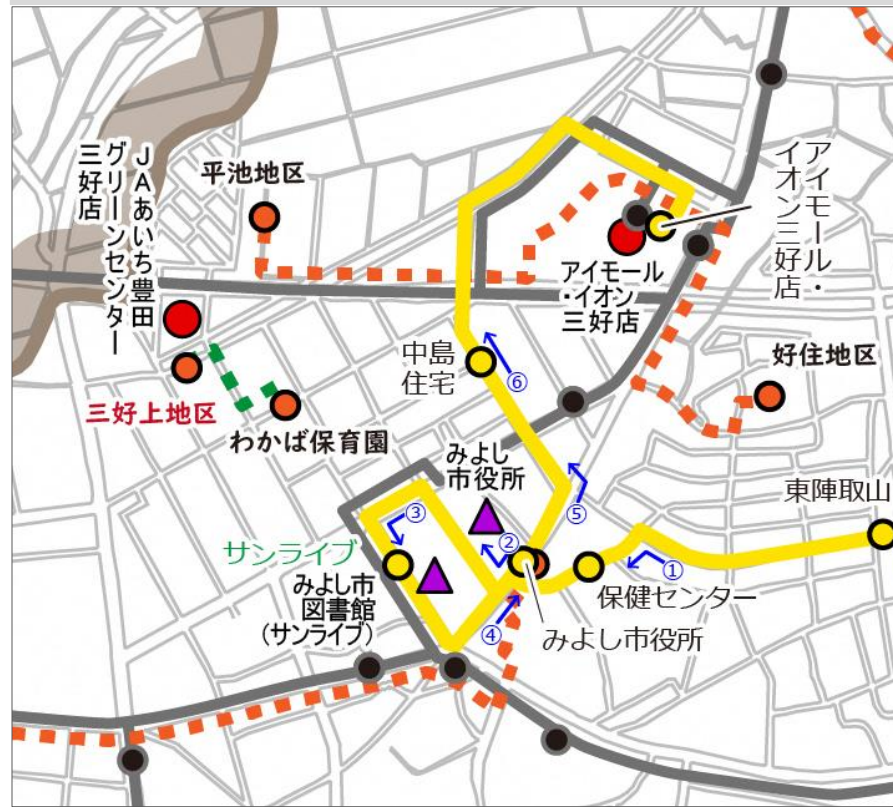 ＪＡあいち豊田
グリーンセンター
三好店
平池地区
アイモール・
イオン三好店
アイモール
・イオン
三好店
中島
住宅
⑥
好住地区
三好上地区
わかば保育園
みよし
市役所
東陣取山
③
⑤
サンライブ
②
①
みよし市
図書館
（サンライブ）
保健センター
④
みよし市役所